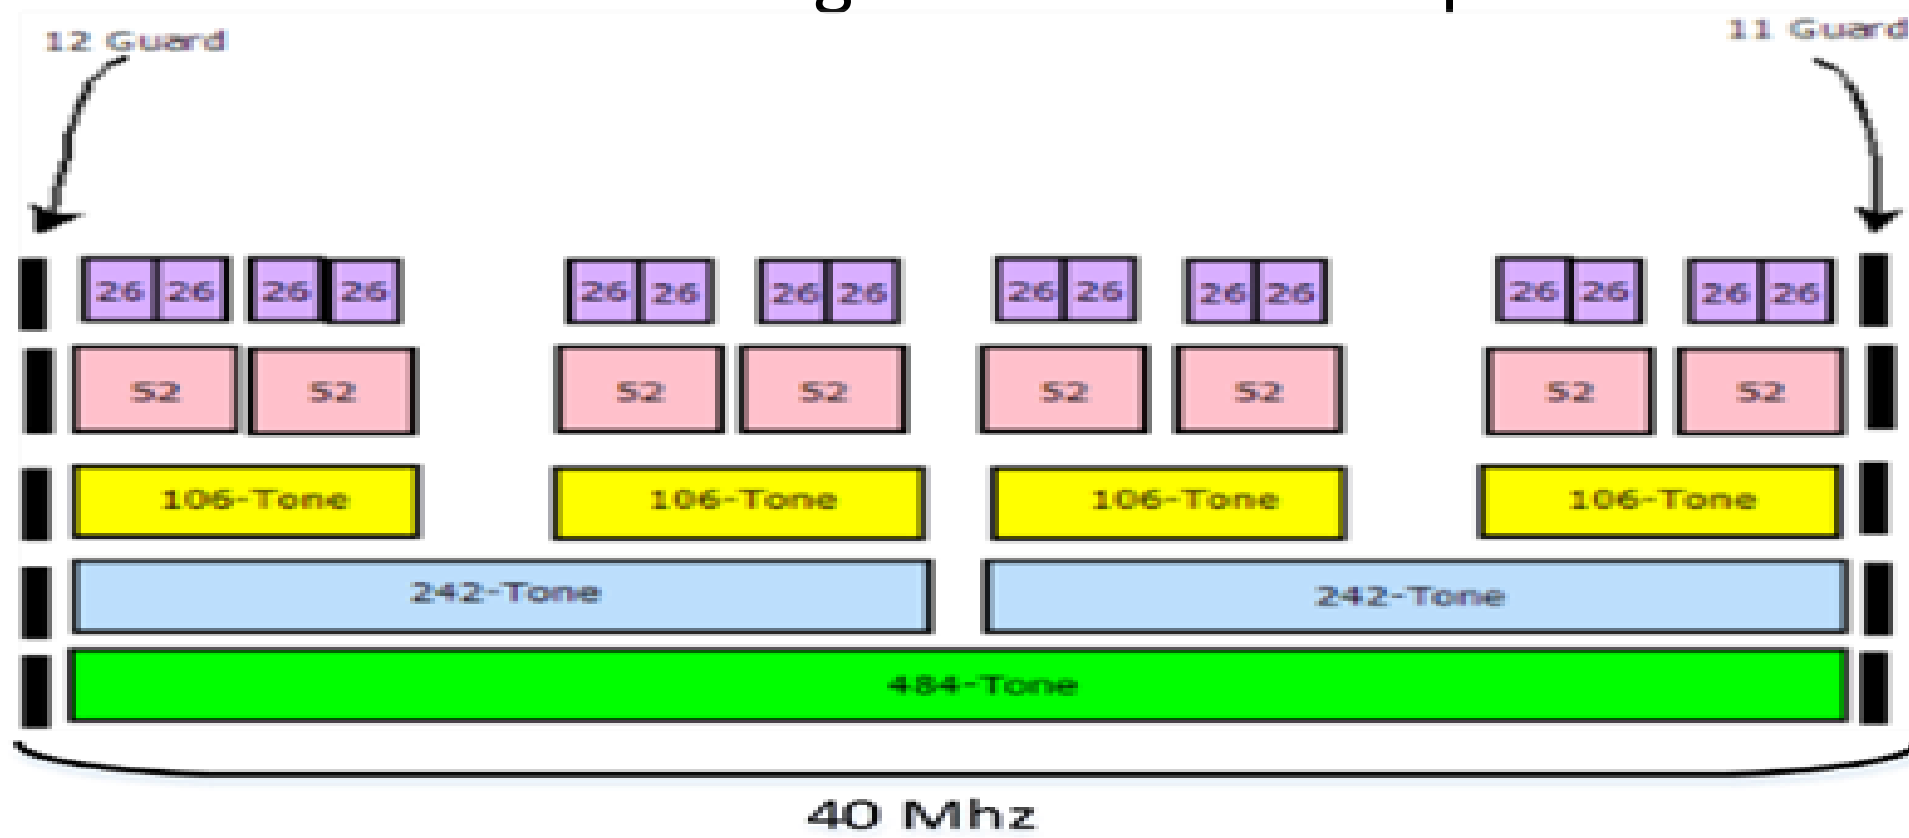 12 Guard 11 Guard
26 26 26 26 26 26 26 26 26 26 26 26 26 26 26 26
52 52 52 52 52 52 52 52
106-Tone 106-Tone 106-Tone 106-Tone
242-Tone 242-Tone
484-Tone
40 Mhz